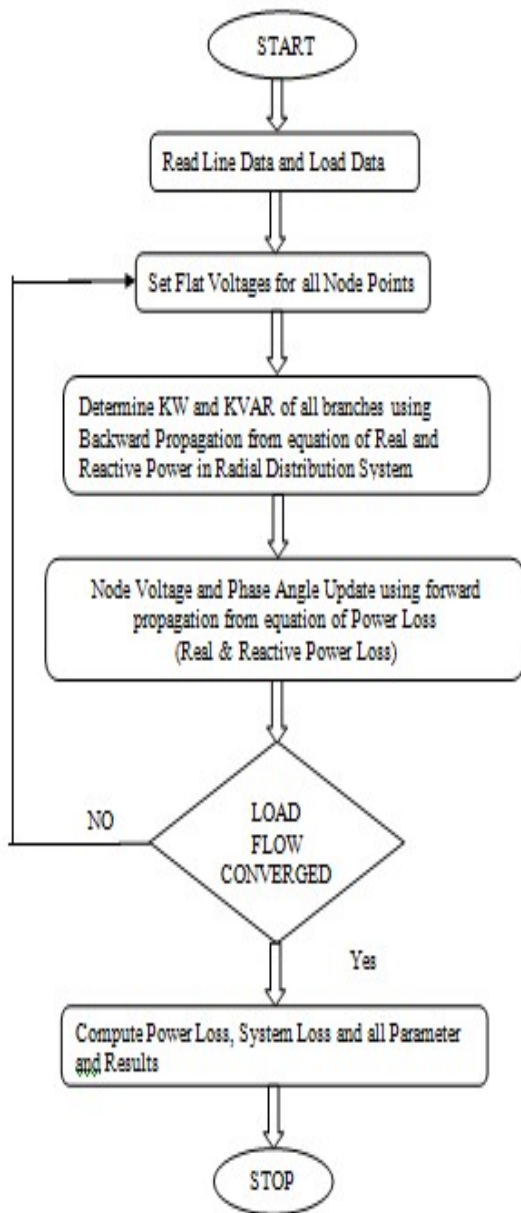 START
Read Line Data and Load Data
Set Flat Voltages for all Node Points
Determine KW and KVAR of all branches using
Backward Propagation from equation of Real and
Reactive Power in Radial Distribution System
Node Voltage and Phase Angle Update using forward
propagation from equation of Power Loss
(Real & Reactive Power Loss)
NO
LOAD
FLOW
CONVERGED
Yes
Compute Power Loss, System Loss and all Parameter
and Results
STOP